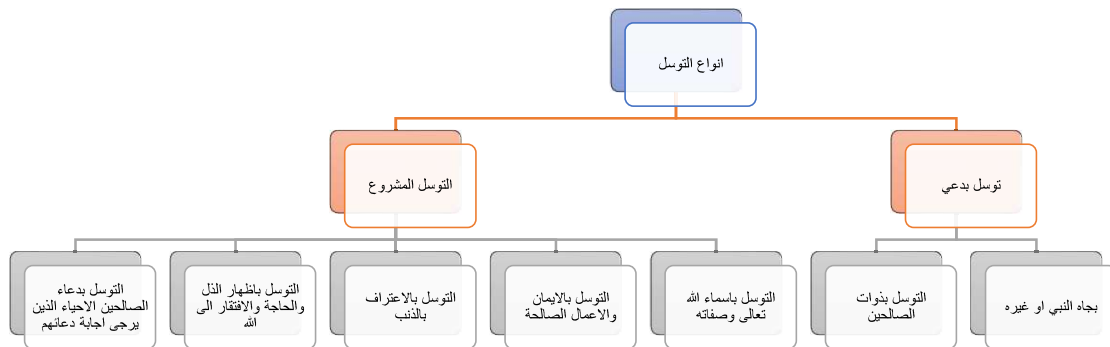 انواع التوسل
توسل بدعي
التوسل المشروع
بجاه النبي او غيره
التوسل بذوات
الصالحين
التوسل باسماء الله
تعالى وصفاته
التوسل بالايمان
والاعمال الصالحة
التوسل بالاعتراف
بالذنب
التوسل باظهار الذل
والحاجة والافتقار الى
الله
التوسل بدعاء
الصالحين الاحياء الذين
يرجى اجابة دعائهم